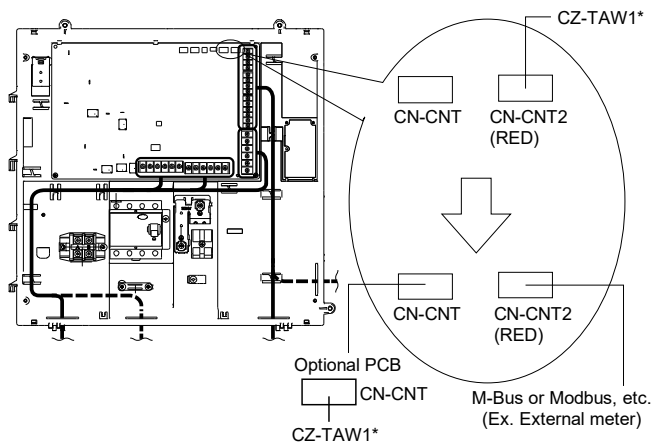 CZ-TAW1*
CN-CNT
CN-CNT2
(RED)
CN-CNT
CN-CNT2
(RED)
Optional PCB
CN-CNT
CZ-TAW1*
M-Bus or Modbus, etc.
(Ex. External meter)